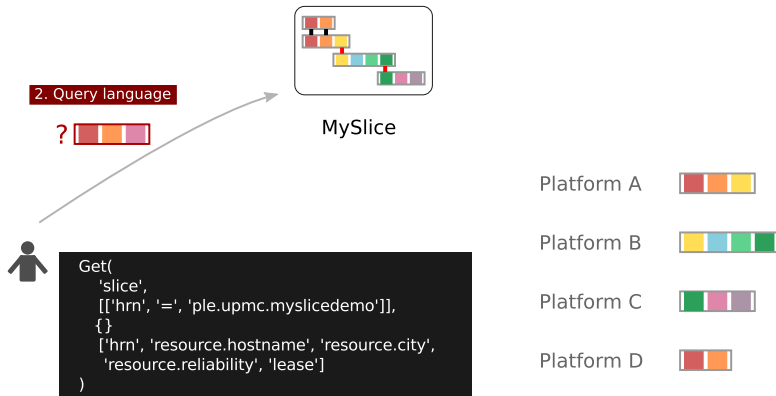 2. Query language
?
MySlice
Platform A
Platform B
Platform C
Platform D
Get(
'slice',
[['hrn', '=', 'ple.upmc.myslicedemo']],
{}
['hrn', 'resource.hostname', 'resource.city',
'resource.reliability', 'lease']
)